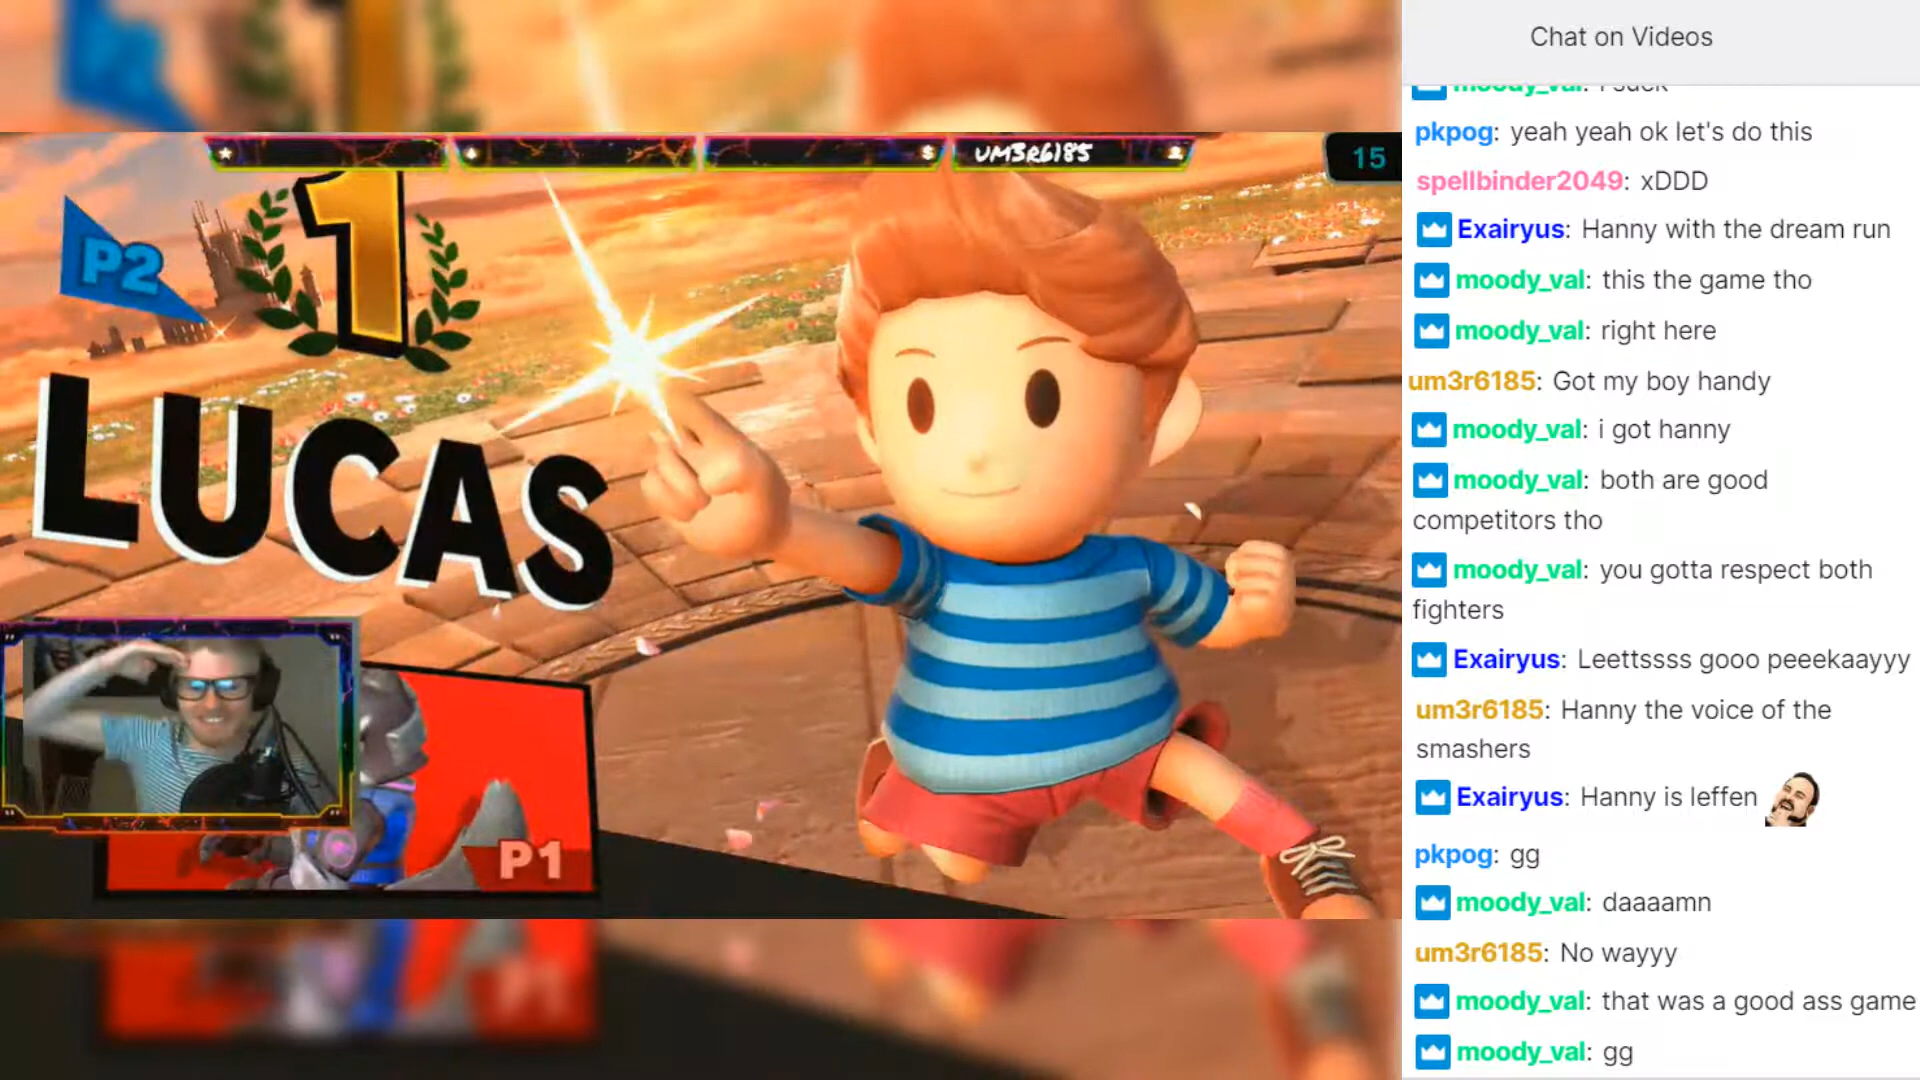 UM3R6185
15
P2
1
LUCAS
P1
Chat on Videos
moody_val: i suck
pkpog: yeah yeah ok let's do this
spellbinder2049: xDDD
Exairyus: Hanny with the dream run
moody_val: this the game tho
moody_val: right here
um3r6185: Got my boy handy
moody_val: i got hanny
moody_val: both are good
competitors tho
moody_val: you gotta respect both
fighters
Exairyus: Leettssss gooo peeekaayyy
um3r6185: Hanny the voice of the
smashers
Exairyus: Hanny is leffen
pkpog: gg
moody_val: daaaamn
um3r6185: No wayyy
moody_val: that was a good ass game
moody_val: gg